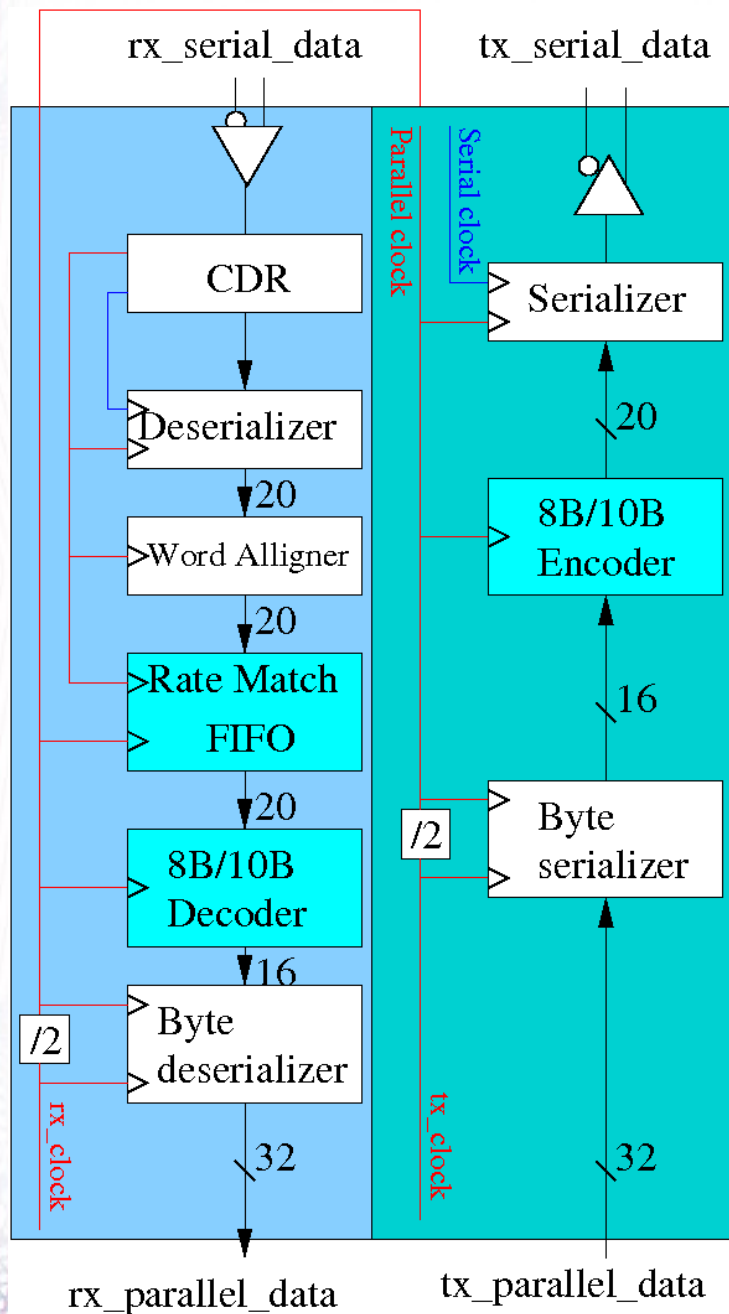 rx_serial_data
tx_serial_data
Parallel clock
Serial clock
CDR
Serializer
Deserializer
20
20
Word Alligner
8B/10B
Encoder
20
Rate Match
FIFO
16
20
Byte
serializer
/2
8B/10B
Decoder
16
Byte
deserializer
/2
rx_clock
tx_clock
32
32
rx_parallel_data
tx_parallel_data